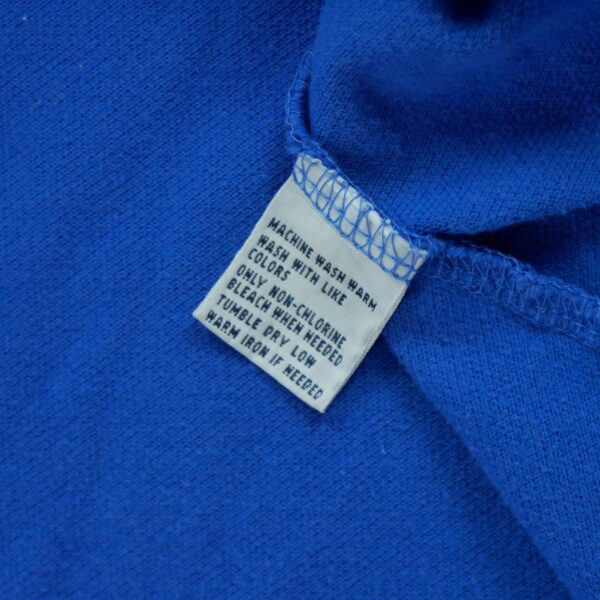 MACHINE WASH WARM
WASH WITH LIKE
COLORS
ONLY NON-CHLORINE
BLEACH WHEN NEEDED
TUMBLE DRY LOW
WARM IRON IF NEEDED